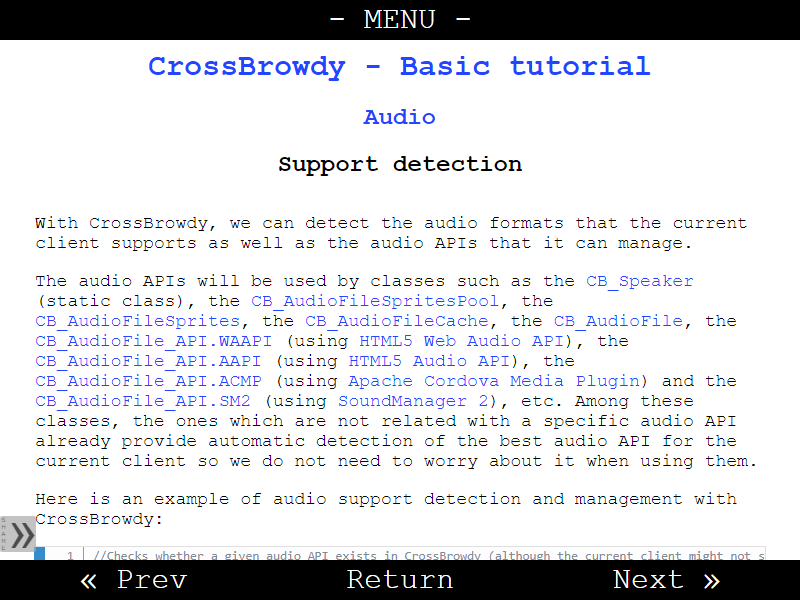 - MENU -
CrossBrowdy - Basic tutorial
Audio
Support detection
With CrossBrowdy, we can detect the audio formats that the current
client supports as well as the audio APIs that it can manage.
The audio APIs will be used by classes such as the CB_Speaker
(static class), the CB_AudioFileSpritesPool, the
CB_AudioFileSprites, the CB_AudioFileCache, the CB_AudioFile, the
CB_AudioFile_API.WAAPI (using HTML5 Web Audio API), the
CB_AudioFile_API.AAPI (using HTML5 Audio API), the
CB_AudioFile_API.ACMP (using Apache Cordova Media Plugin) and the
CB_AudioFile_API.SM2 (using SoundManager 2), etc. Among these
classes, the ones which are not related with a specific audio API
already provide automatic detection of the best audio API for the
current client so we do not need to worry about it when using them.
Here is an example of audio support detection and management with
CrossBrowdy:
SHARE »
1 //Checks whether a given audio API exists in CrossBrowdy (although the current client might not s
« Prev Return Next »